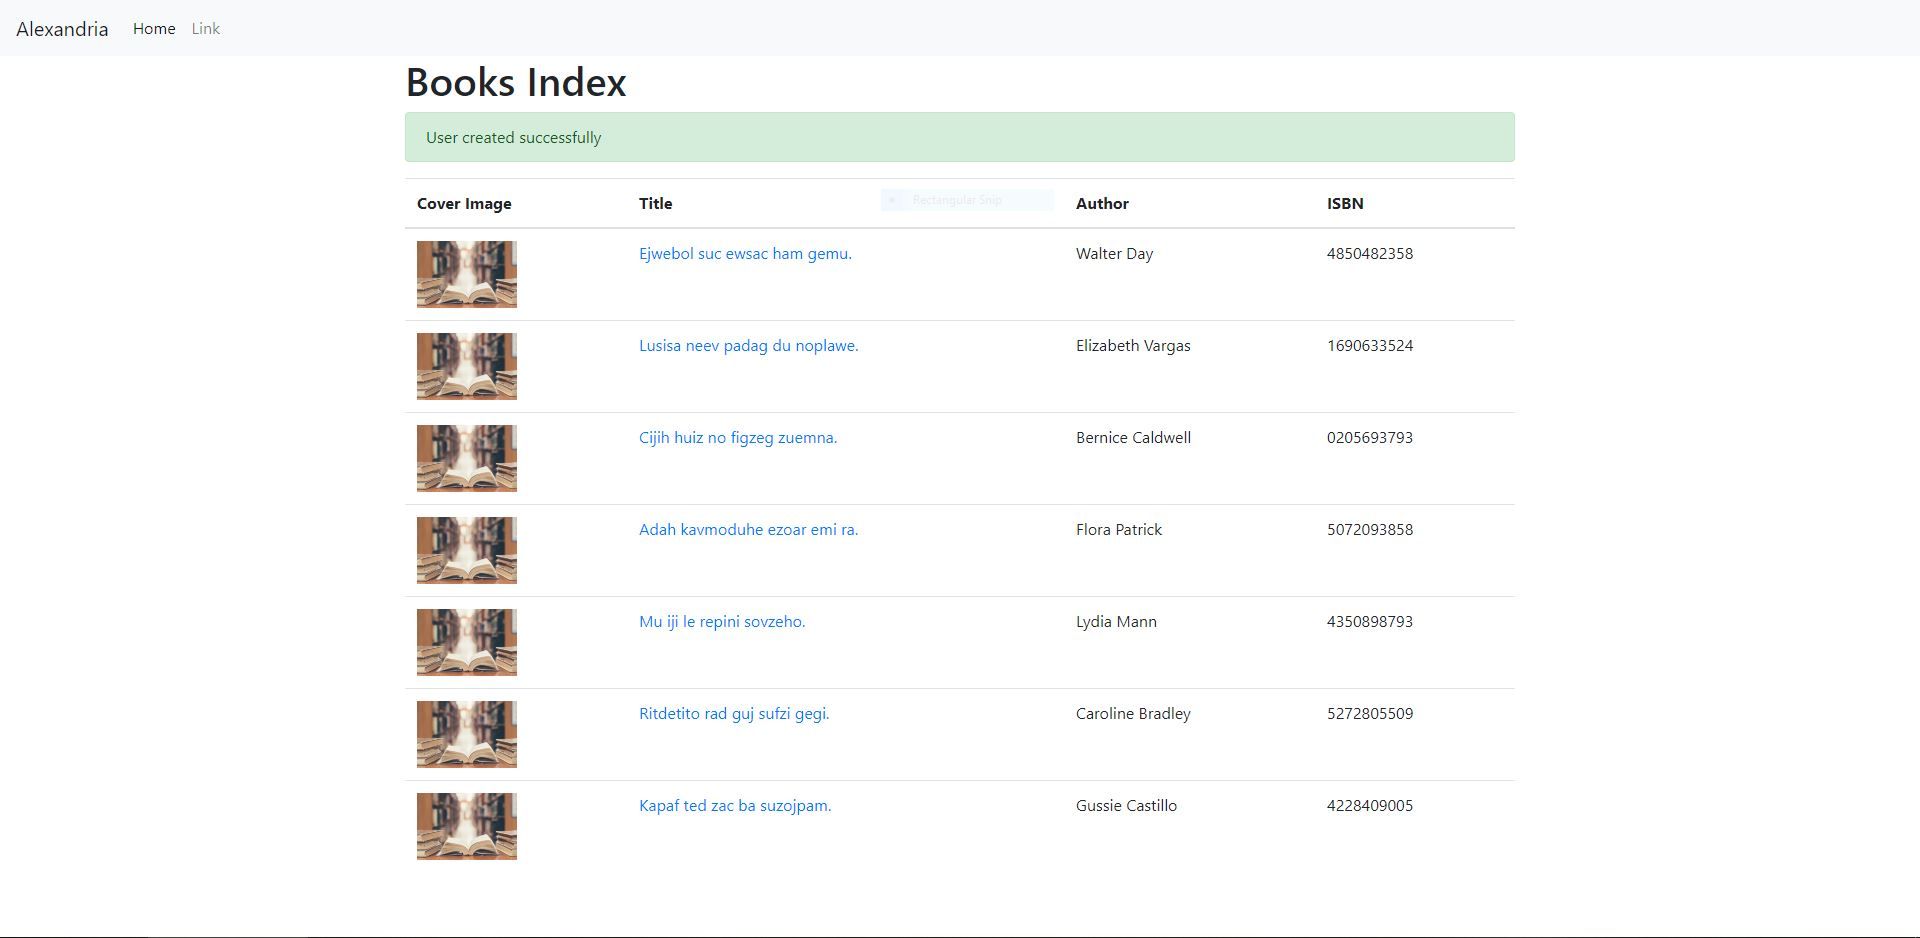 Alexandria Home Link
Books Index
User created successfully
Cover Image Title Rectangular Snip Author ISBN
Ejwebol suc ewsac ham gemu. Walter Day 4850482358
Lusisa neev padag du noplawe. Elizabeth Vargas 1690633524
Cijih huiz no figzeg zuemna. Bernice Caldwell 0205693793
Adah kavmoduhe ezoar emi ra. Flora Patrick 5072093858
Mu iji le repini sovzeho. Lydia Mann 4350898793
Ritdetito rad guj sufzi gegi. Caroline Bradley 5272805509
Kapaf ted zac ba suzojpam. Gussie Castillo 4228409005